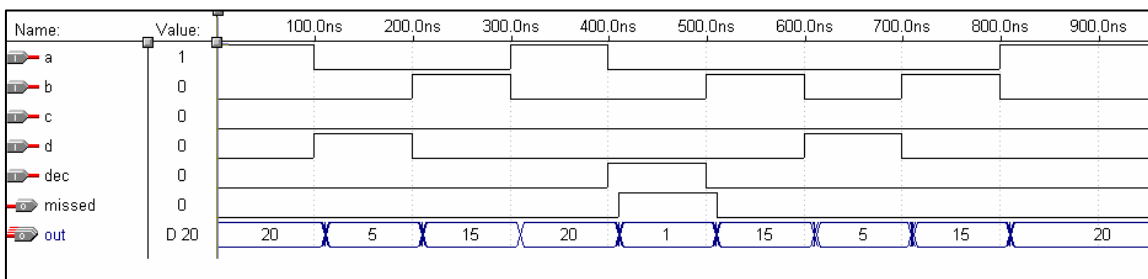 Name: Value: 100.0ns 200.0ns 300.0ns 400.0ns 500.0ns 600.0ns 700.0ns 800.0ns 900.0ns
a 1
b 0
c 0
d 0
dec 0
missed 0
out D 20 20 5 15 20 1 15 5 15 20